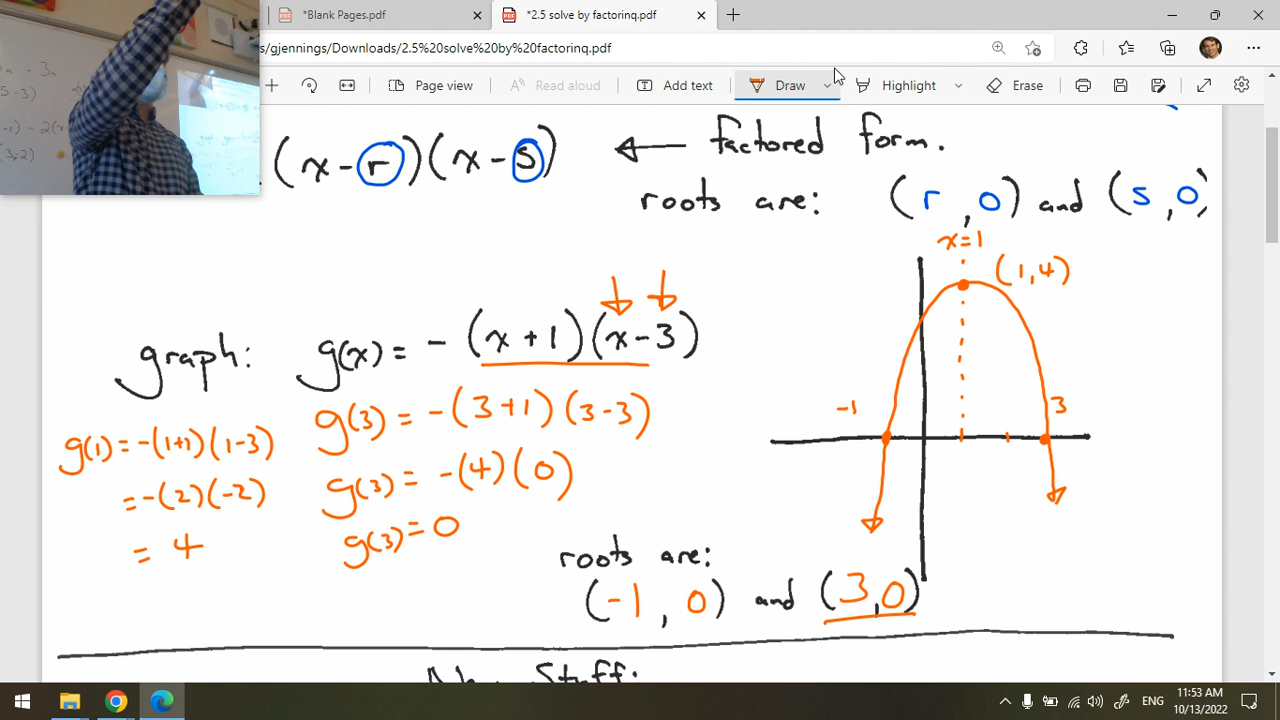 *Blank Pages.pdf
*2.5 solve by factorinq.pdf
gjennings/Downloads/2.5%20solve%20by%20factorinq.pdf
Page view
Read aloud
Add text
Draw
Highlight
Erase
(x-r)(x-s) ← factored form.
roots are: (r,0) and (s,0)
x=1
(1,4)
graph: g(x) = -(x+1)(x-3)
g(3) = -(3+1)(3-3)
-1
3
g(1) = -(1+1)(1-3)
g(3) = -(4)(0)
= -(2)(-2)
g(3) = 0
= 4
roots are:
(-1, 0) and (3,0)
Stuff:
ENG
11:53 AM
10/13/2022